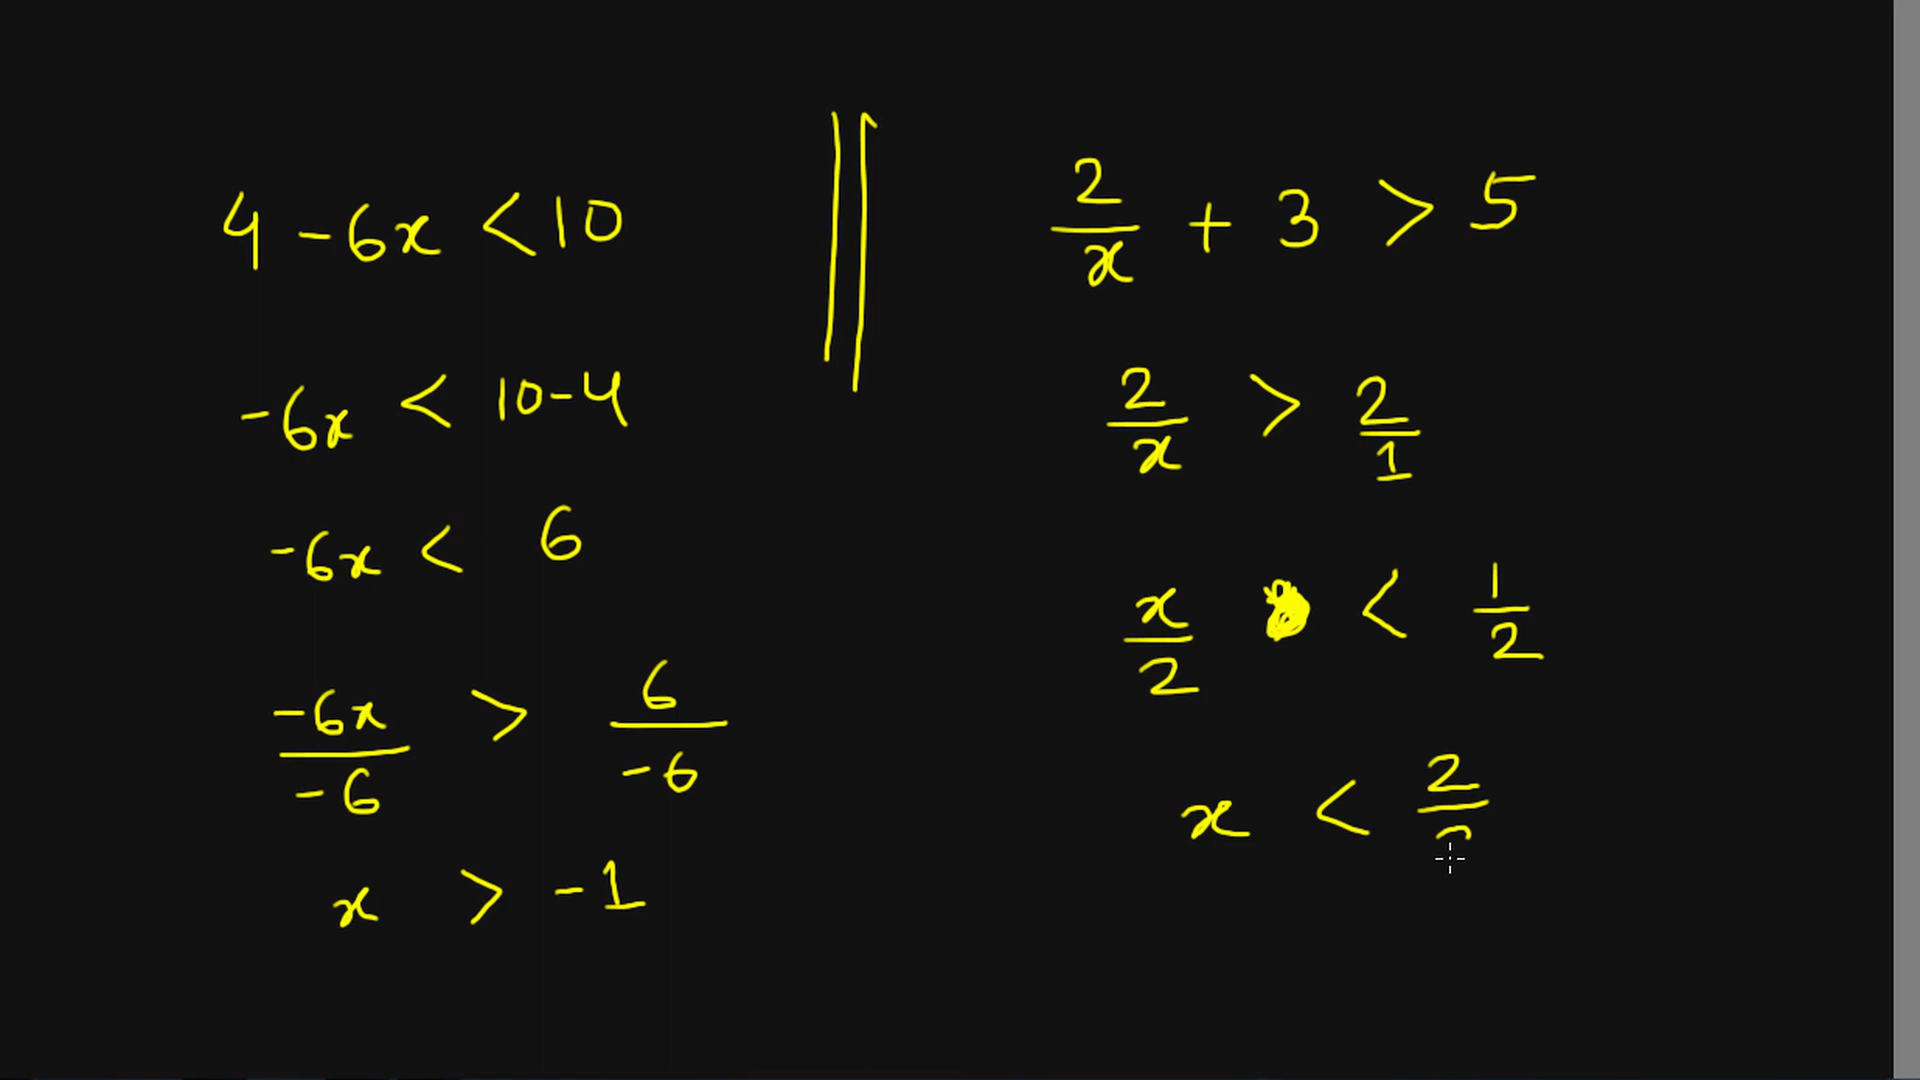 4 - 6x < 10
-6x < 10-4
-6x < 6
-6x/-6 > 6/-6
x > -1
2/x + 3 > 5
2/x > 2/1
x/2 < 1/2
x < 2/